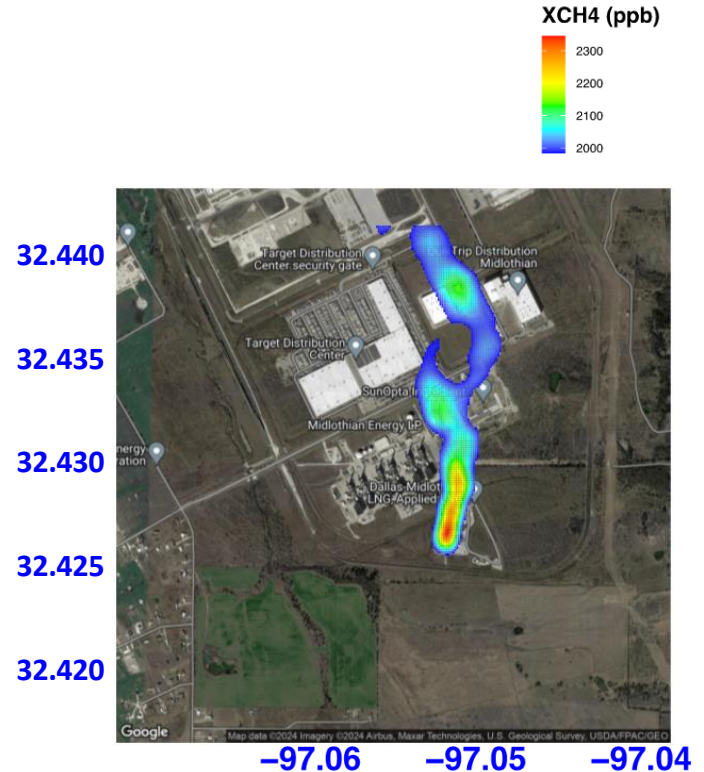 XCH4 (ppb)
2300
2200
2100
2000
32.440
32.435
32.430
32.425
32.420
Target Distribution
Center security gate
Trip Distribution
Midlothian
Target Distribution
Center
SunOpta
Midlothian Energy LP
nergy
ration
Dallas Midlot
LNG-Applied
Google
Map data ©2024 Imagery ©2024 Airbus, Maxar Technologies, U.S. Geological Survey, USDA/FPAC/GEO
−97.06
−97.05
−97.04